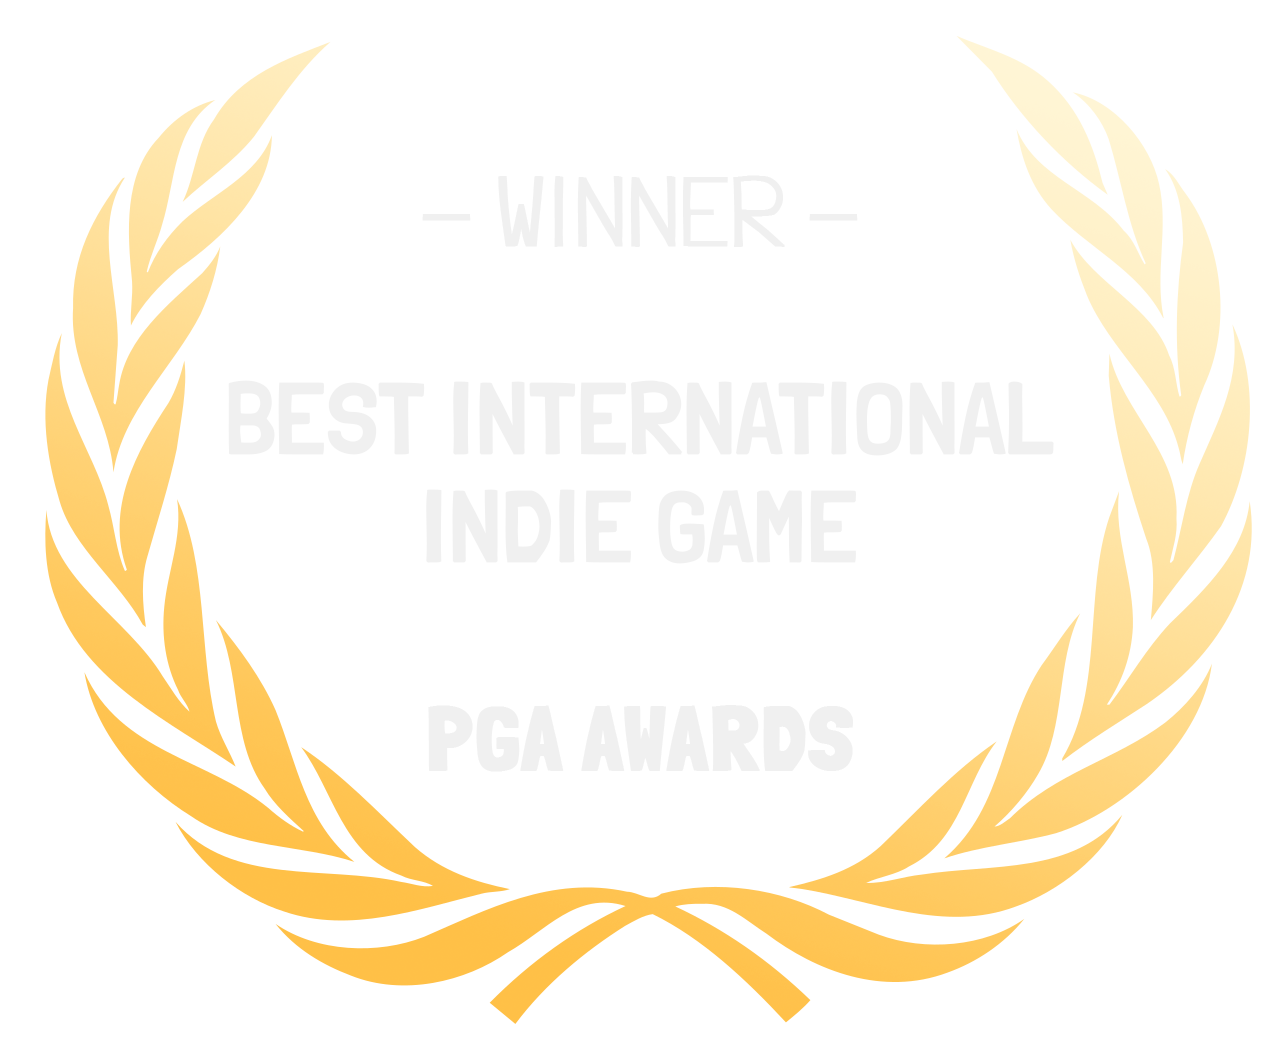 – WINNER –
BEST INTERNATIONAL
INDIE GAME
PGA AWARDS